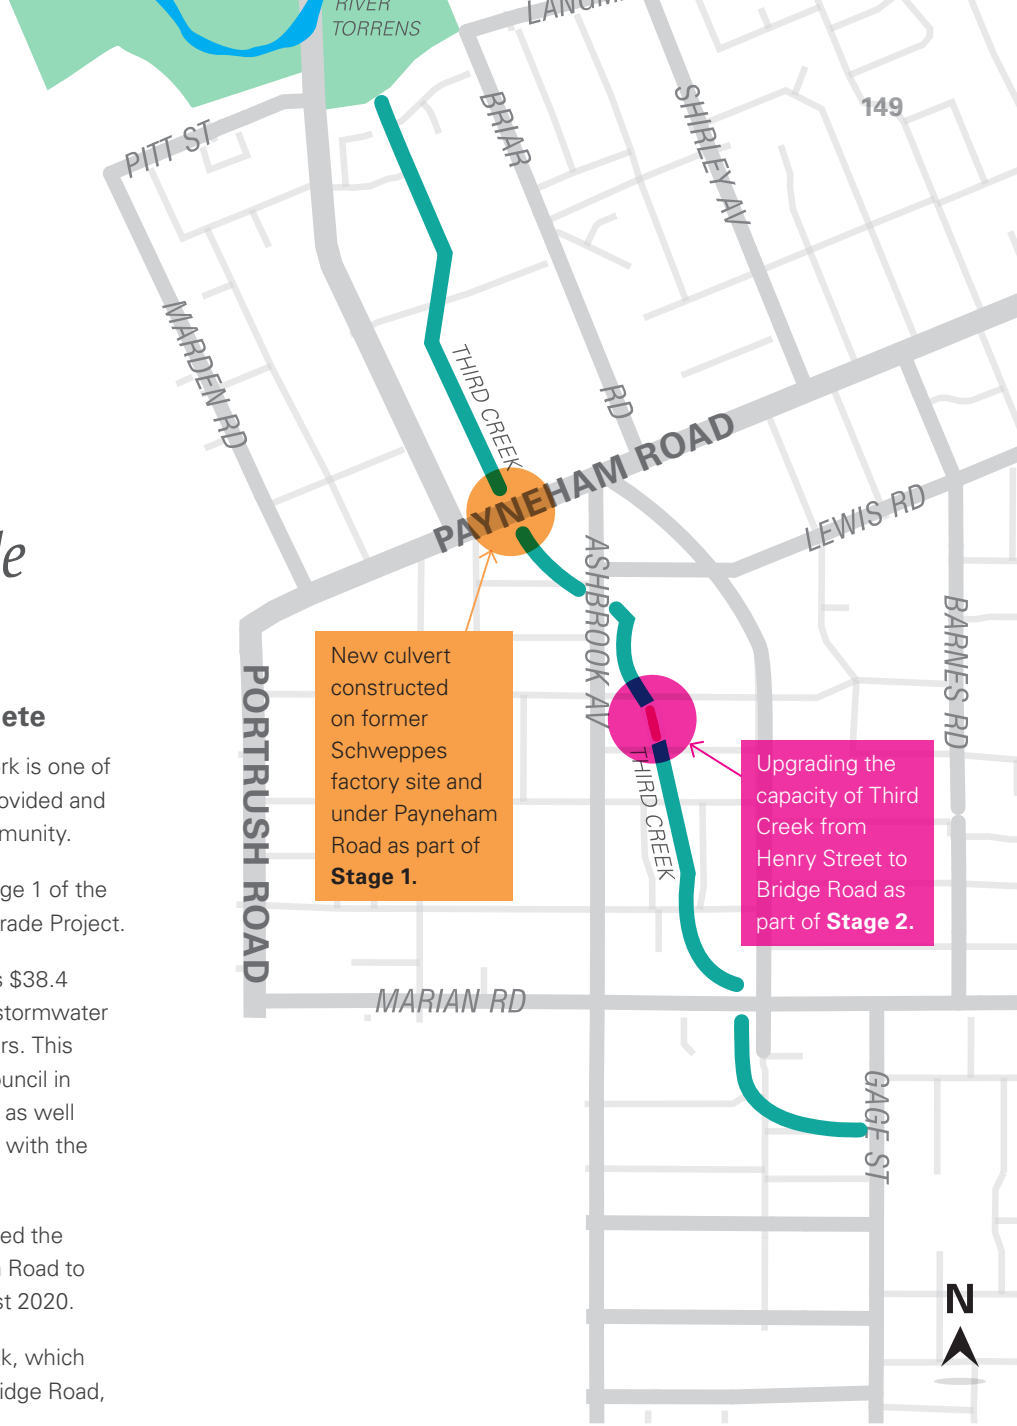 RIVER
TORRENS
LANGM
PITT ST
BRIAR
RD
SHIRLEY AV
149
MARDEN RD
THIRD CREEK
PAYNEHAM ROAD
LEWIS RD
ASHBROOK AV
BARNES RD
PORTRUSH ROAD
New culvert
constructed
on former
Schweppes
factory site and
under Payneham
Road as part of
Stage 1.
THIRD CREEK
Upgrading the
capacity of Third
Creek from
Henry Street to
Bridge Road as
part of Stage 2.
MARIAN RD
GAGE ST
N
le
ete
rk is one of
ovided and
munity.
ge 1 of the
rade Project.
s $38.4
stormwater
rs. This
ouncil in
as well
with the
ed the
Road to
st 2020.
k, which
ridge Road,